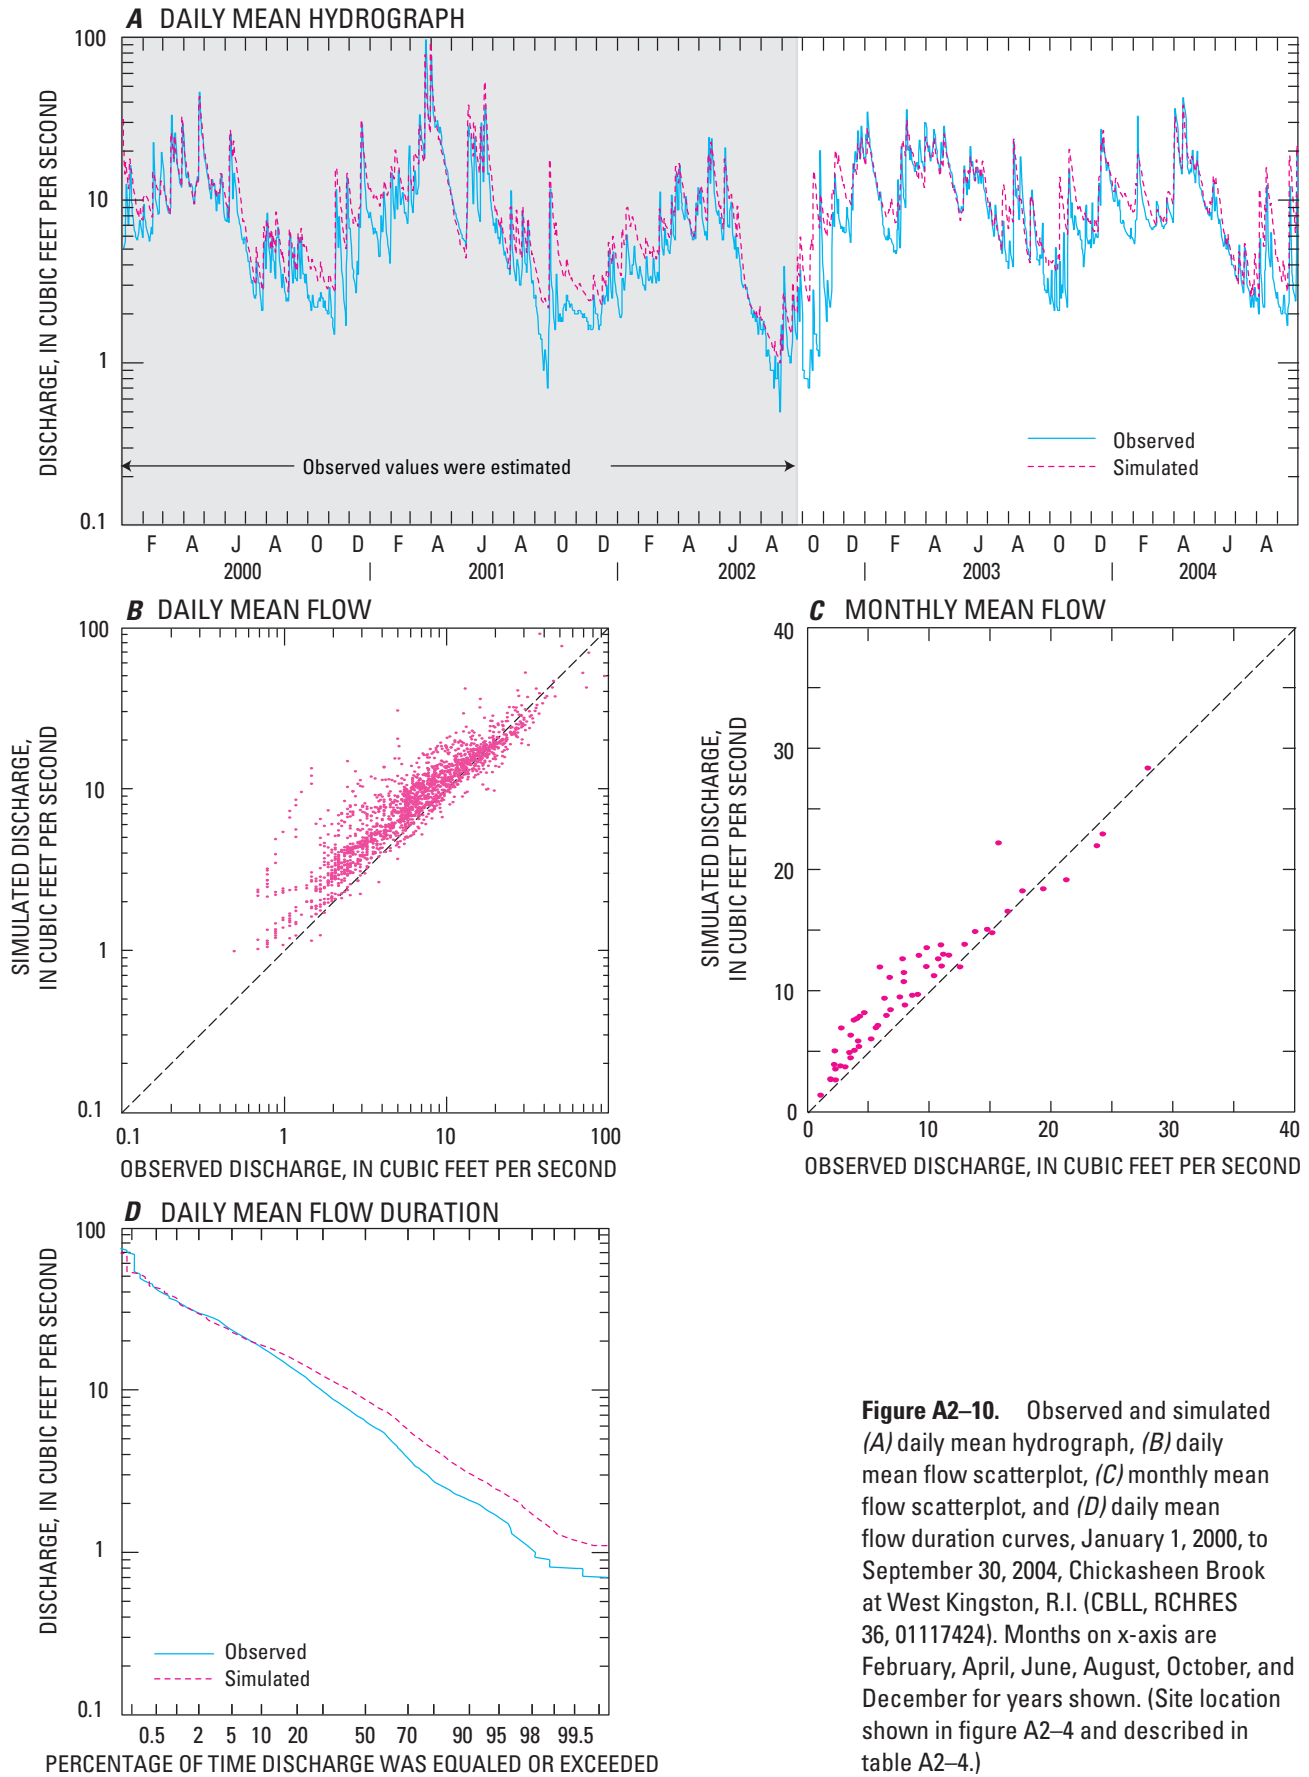 A DAILY MEAN HYDROGRAPH
DISCHARGE, IN CUBIC FEET PER SECOND
100
10
1
0.1
Observed values were estimated
Observed
Simulated
F A J A O D F A J A O D F A J A O D F A J A O D F A J A
2000 | 2001 | 2002 | 2003 | 2004
B DAILY MEAN FLOW
SIMULATED DISCHARGE,
IN CUBIC FEET PER SECOND
100
10
1
0.1
0.1 1 10 100
OBSERVED DISCHARGE, IN CUBIC FEET PER SECOND
C MONTHLY MEAN FLOW
SIMULATED DISCHARGE,
IN CUBIC FEET PER SECOND
40
30
20
10
0
0 10 20 30 40
OBSERVED DISCHARGE, IN CUBIC FEET PER SECOND
D DAILY MEAN FLOW DURATION
DISCHARGE, IN CUBIC FEET PER SECOND
100
10
1
0.1
Observed
Simulated
0.5 2 5 10 20 50 70 90 95 98 99.5
PERCENTAGE OF TIME DISCHARGE WAS EQUALED OR EXCEEDED
Figure A2–10. Observed and simulated
(A) daily mean hydrograph, (B) daily
mean flow scatterplot, (C) monthly mean
flow scatterplot, and (D) daily mean
flow duration curves, January 1, 2000, to
September 30, 2004, Chickasheen Brook
at West Kingston, R.I. (CBLL, RCHRES
36, 01117424). Months on x-axis are
February, April, June, August, October, and
December for years shown. (Site location
shown in figure A2–4 and described in
table A2–4.)